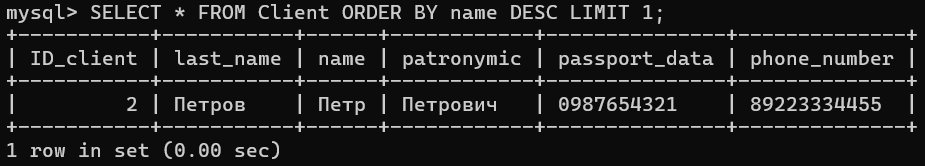 mysql> SELECT * FROM Client ORDER BY name DESC LIMIT 1;
+-----------+-----------+------+------------+---------------+--------------+
| ID_client | last_name | name | patronymic | passport_data | phone_number |
+-----------+-----------+------+------------+---------------+--------------+
|         2 | Петров    | Петр | Петрович   | 0987654321    | 89223334455  |
+-----------+-----------+------+------------+---------------+--------------+
1 row in set (0.00 sec)